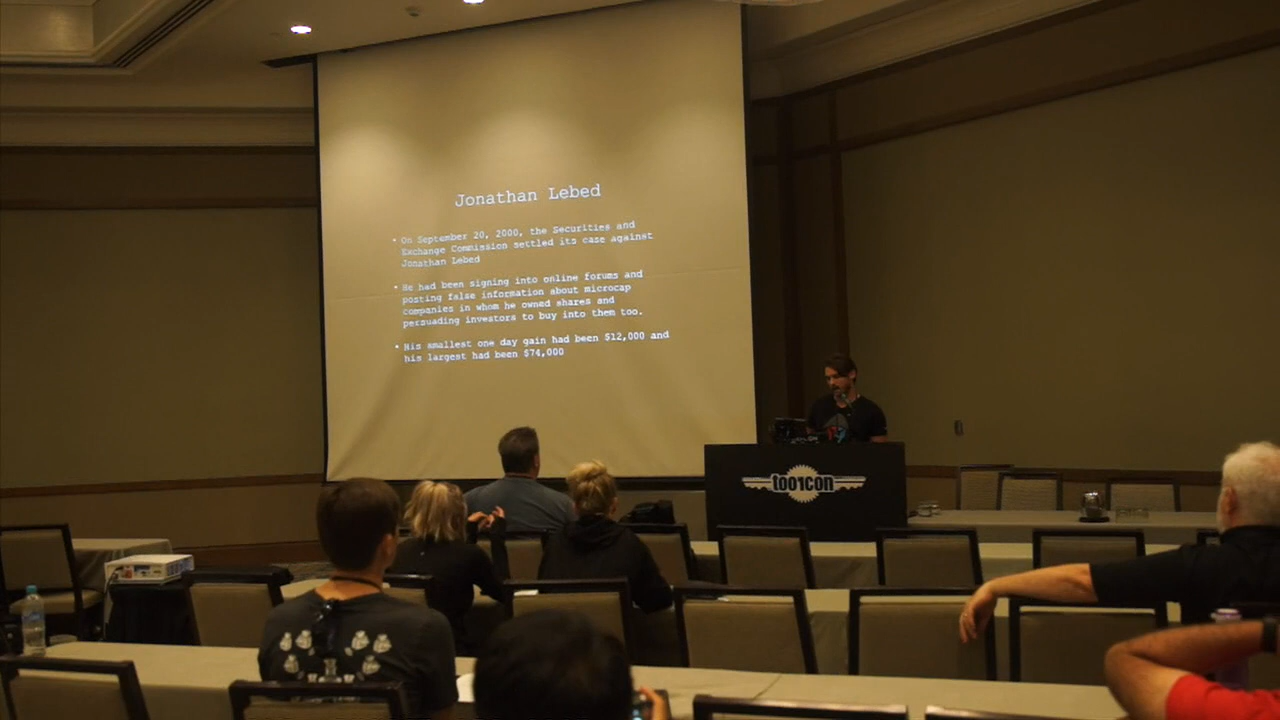 Jonathan Lebed
• On September 20, 2000, the Securities and
Exchange Commission settled its case against
Jonathan Lebed
• He had been signing into online forums and
posting false information about microcap
companies in whom he owned shares and
persuading investors to buy into them too.
• His smallest one day gain had been $12,000 and
his largest had been $74,000
too1con